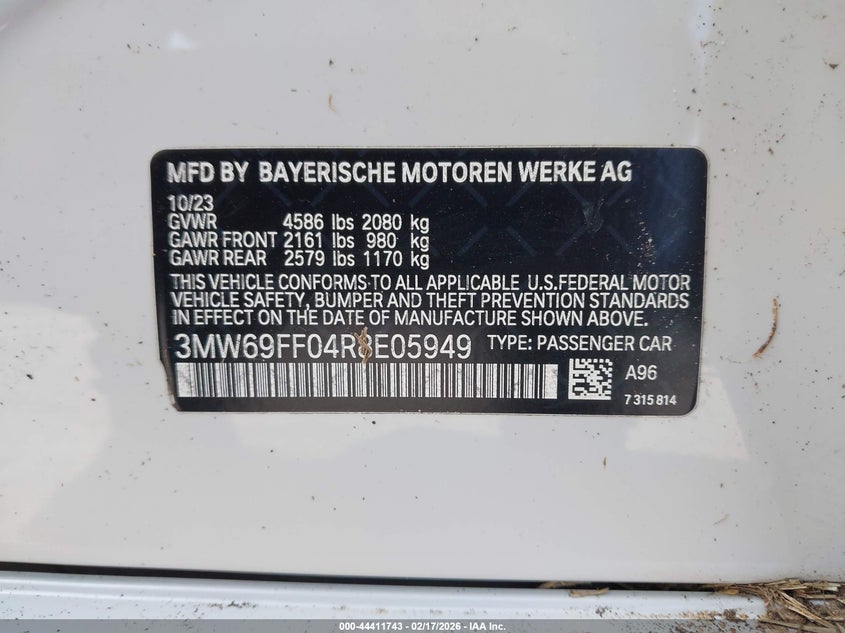 MFD BY BAYERISCHE MOTOREN WERKE AG
10/23
GVWR 4586 lbs 2080 kg
GAWR FRONT 2161 lbs 980 kg
GAWR REAR 2579 lbs 1170 kg
THIS VEHICLE CONFORMS TO ALL APPLICABLE U.S.FEDERAL MOTOR
VEHICLE SAFETY, BUMPER AND THEFT PREVENTION STANDARDS
IN EFFECT ON THE DATE OF MANUFACTURE SHOWN ABOVE.
3MW69FF04R8E05949 TYPE: PASSENGER CAR
A96
7 315 814
000-44411743 - 02/17/2026 - IAA Inc.